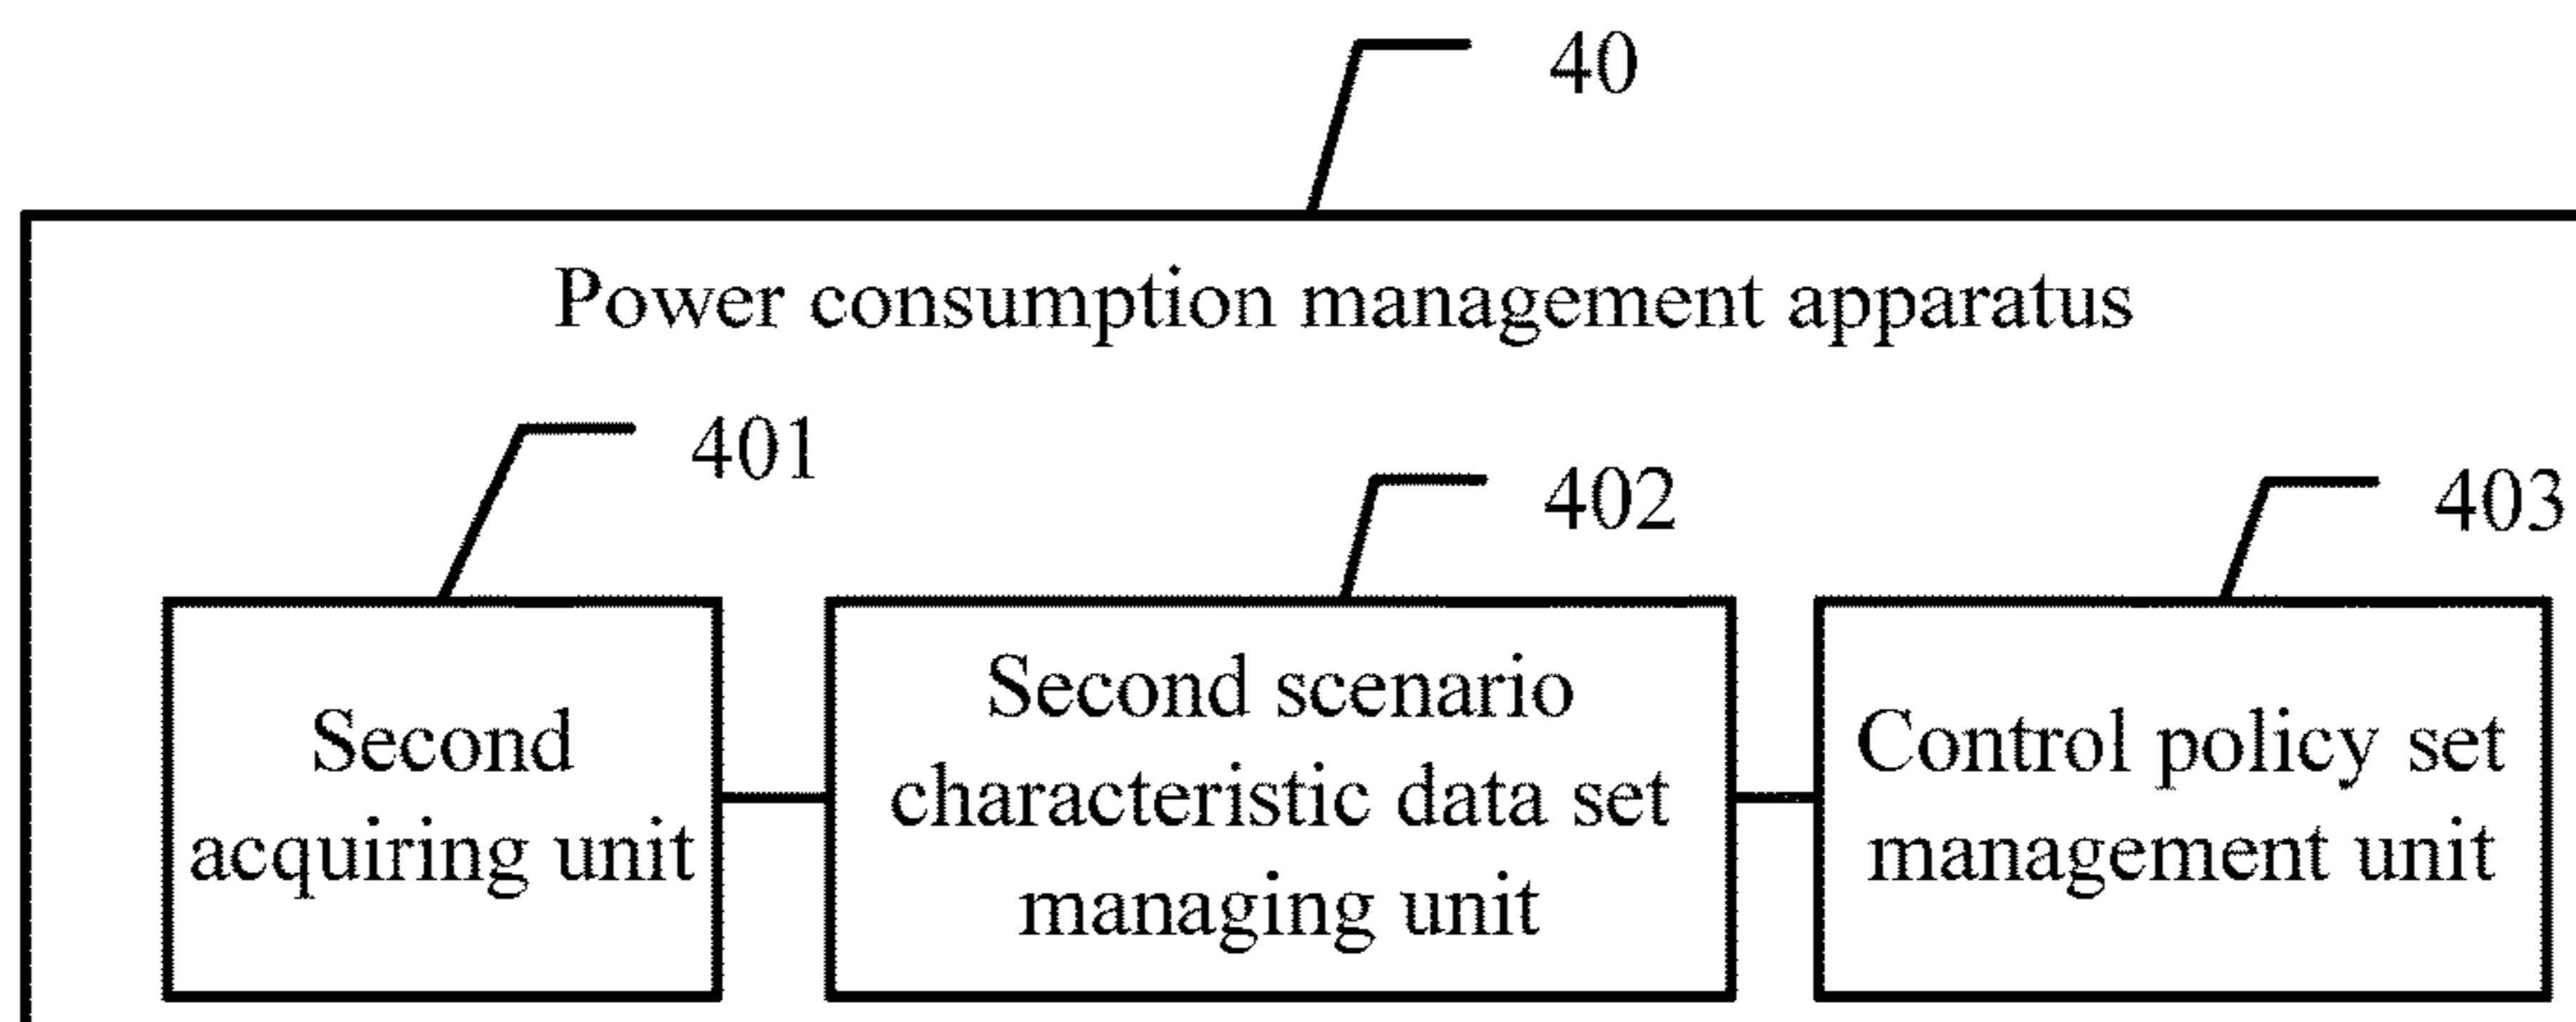 40
Power consumption management apparatus
401
402
403
Second
acquiring unit
Second scenario
characteristic data set
managing unit
Control policy set
management unit